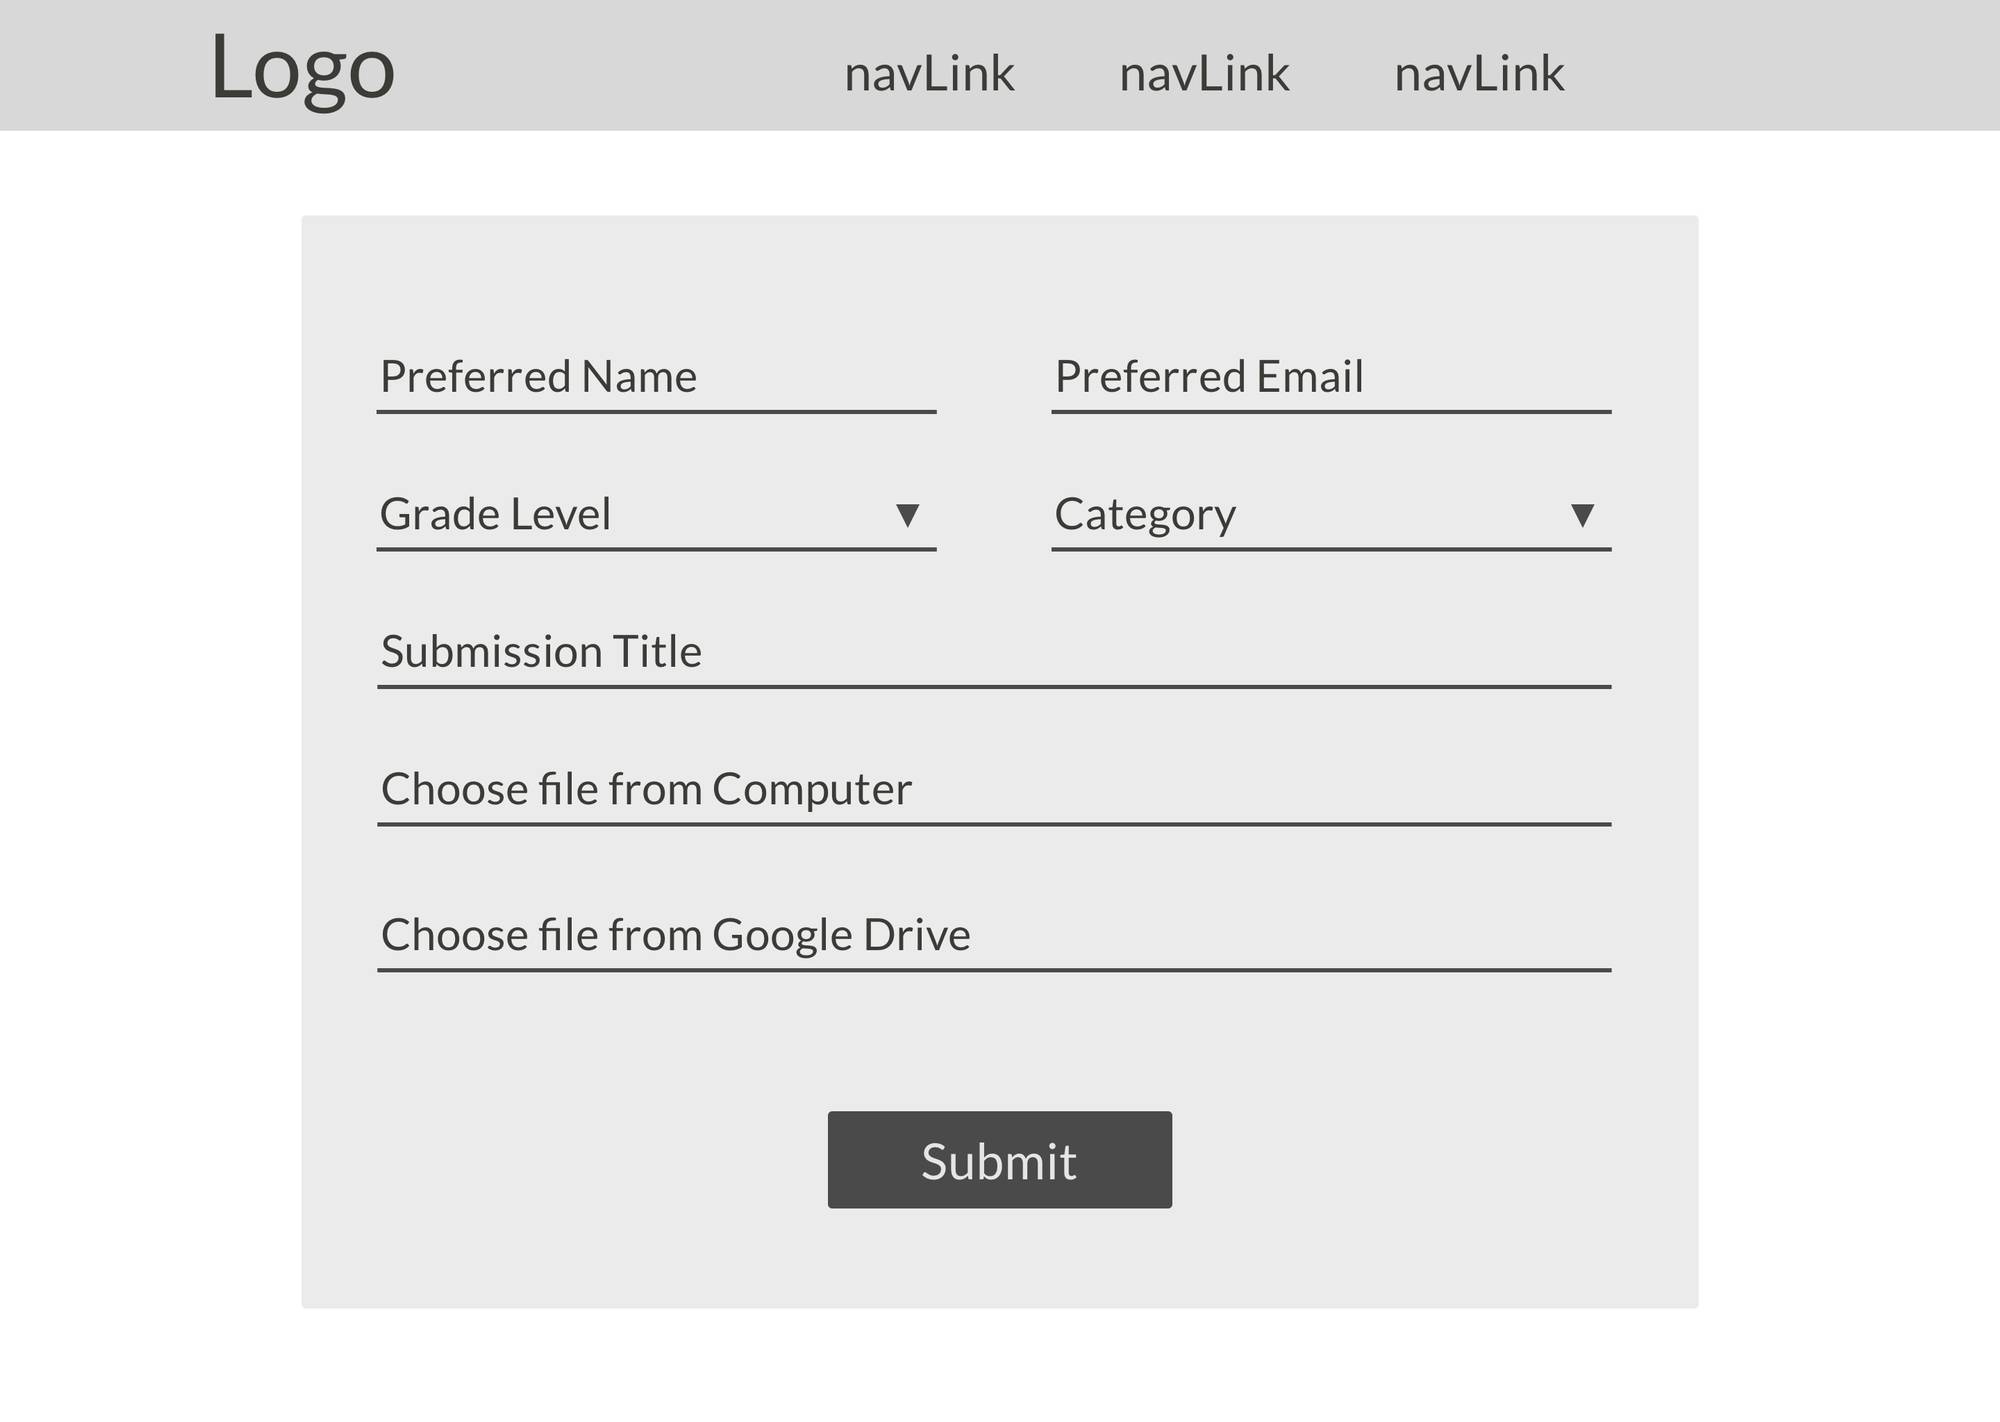 Logo navLink navLink navLink
Preferred Name Preferred Email
Grade Level Category
Submission Title
Choose file from Computer
Choose file from Google Drive
Submit